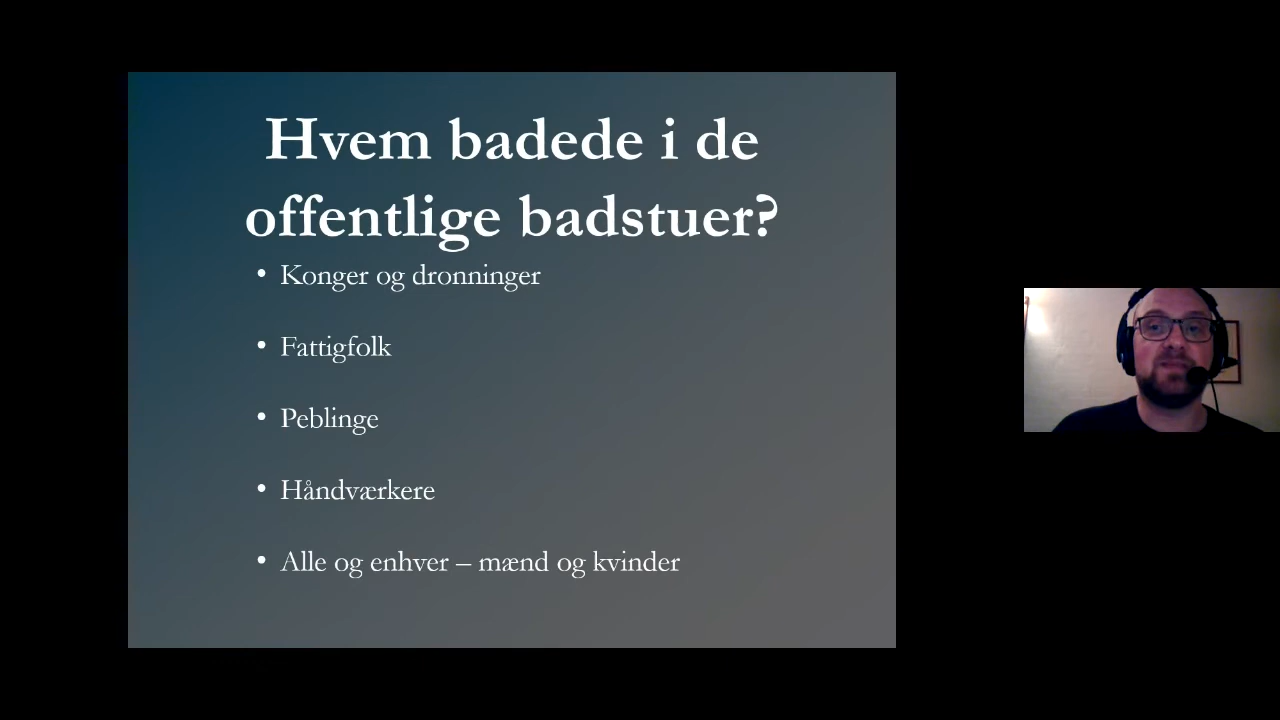 Hvem badede i de
offentlige badstuer?
• Konger og dronninger
• Fattigfolk
• Peblinge
• Håndværkere
• Alle og enhver – mænd og kvinder